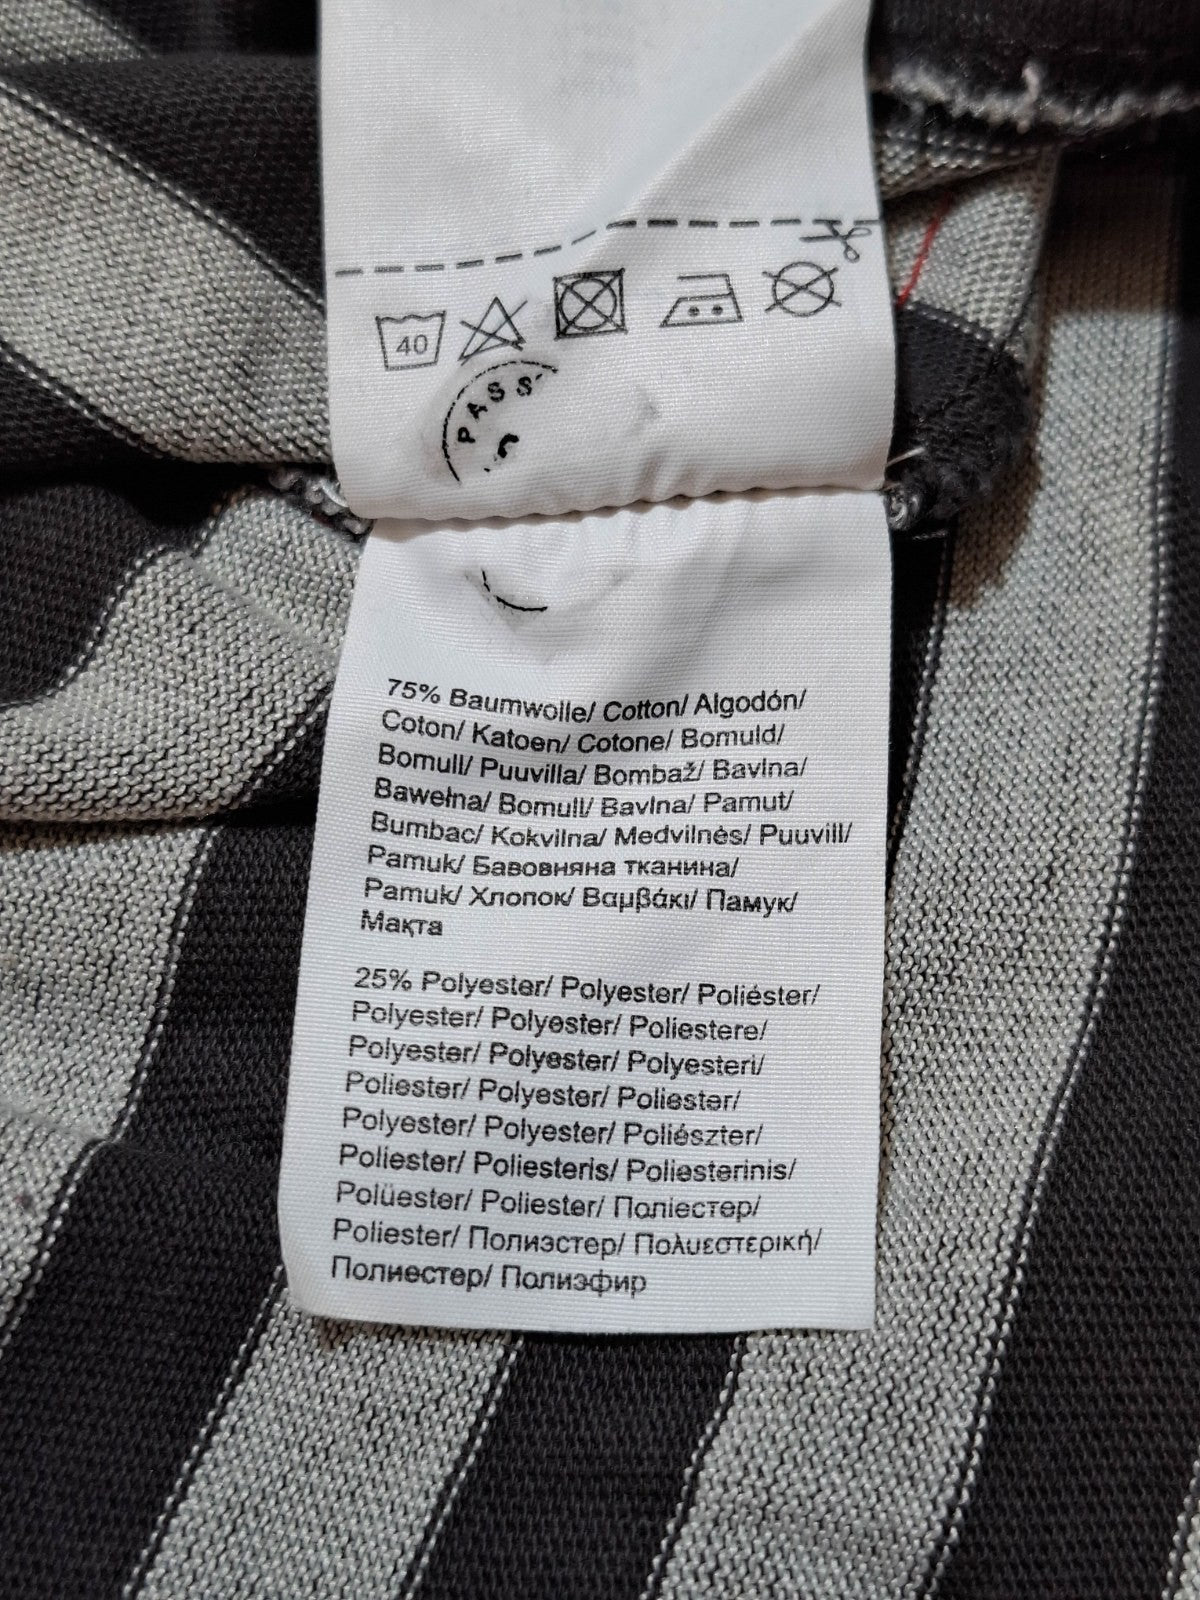 40
PASS
75% Baumwolle/ Cotton/ Algodón/
Coton/ Katoen/ Cotone/ Bomuld/
Bomull/ Puuvilla/ Bombaž/ Bavlna/
Bawełna/ Bomull/ Bavlna/ Pamut/
Bumbac/ Kokvilna/ Medvilnės/ Puuvill/
Pamuk/ Бавовняна тканина/
Pamuk/ Хлопок/ Βαμβάκι/ Памук/
Мақта
25% Polyester/ Polyester/ Poliéster/
Polyester/ Polyester/ Poliestere/
Polyester/ Polyester/ Polyesteri/
Poliester/ Polyester/ Poliester/
Polyester/ Polyester/ Poliészter/
Poliester/ Poliesteris/ Poliesterinis/
Polüester/ Poliester/ Поліестер/
Poliester/ Полиэстер/ Πολυεστερική/
Полиестер/ Полиэфир